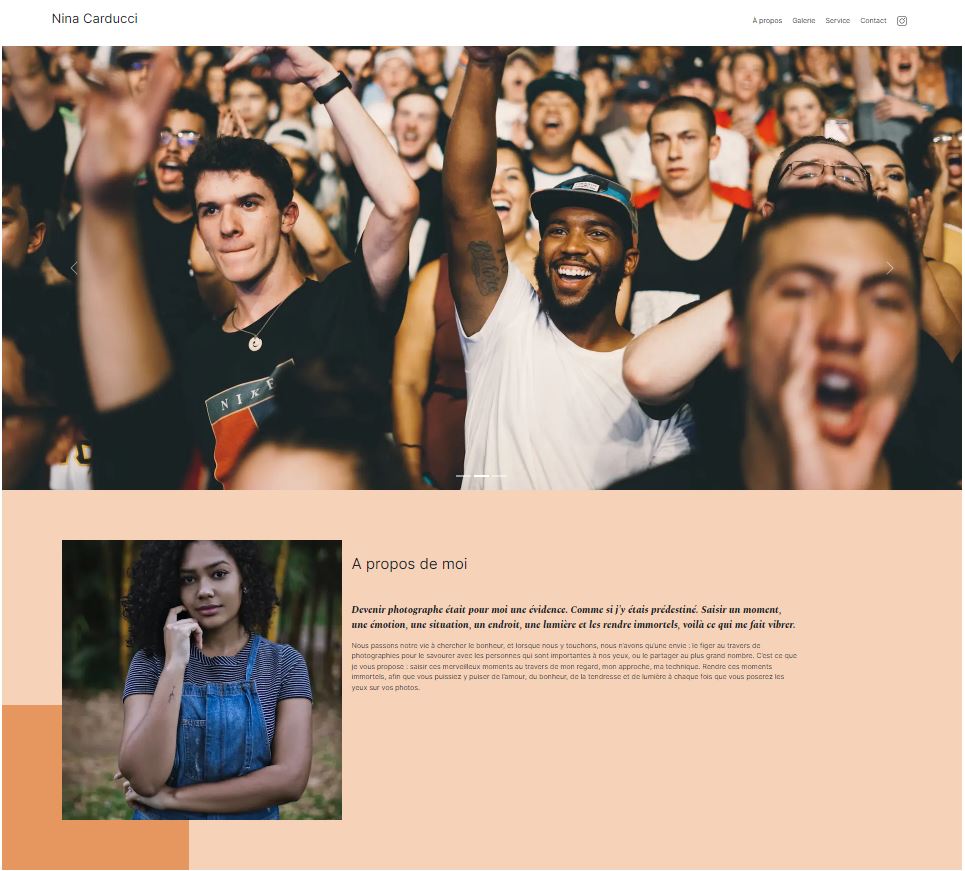 Nina Carducci
À propos Galerie Service Contact
NIKE
A propos de moi
Devenir photographe était pour moi une évidence. Comme si j'y étais prédestiné. Saisir un moment,
une émotion, une situation, un endroit, une lumière et les rendre immortels, voilà ce qui me fait vibrer.
Nous passons notre vie à chercher le bonheur, et lorsque nous y touchons, nous n'avons qu'une envie : le figer au travers de
photographies pour le savourer avec les personnes qui sont importantes à nos yeux, ou le partager au plus grand nombre. C'est ce que
je vous propose : saisir ces merveilleux moments au travers de mon regard, mon approche, ma technique. Rendre ces moments
immortels, afin que vous puissiez y puiser de l'amour, du bonheur, de la tendresse et de lumière à chaque fois que vous poserez les
yeux sur vos photos.